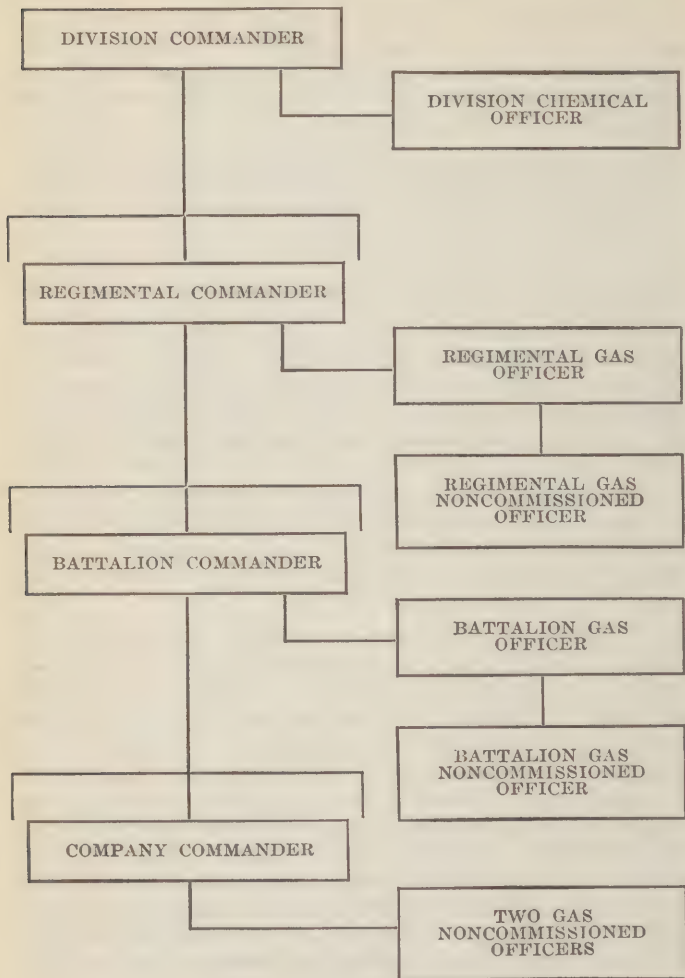 DIVISION COMMANDER
DIVISION CHEMICAL
OFFICER
REGIMENTAL COMMANDER
REGIMENTAL GAS
OFFICER
REGIMENTAL GAS
NONCOMMISSIONED
OFFICER
BATTALION COMMANDER
BATTALION GAS
OFFICER
BATTALION GAS
NONCOMMISSIONED
OFFICER
COMPANY COMMANDER
TWO GAS
NONCOMMISSIONED
OFFICERS